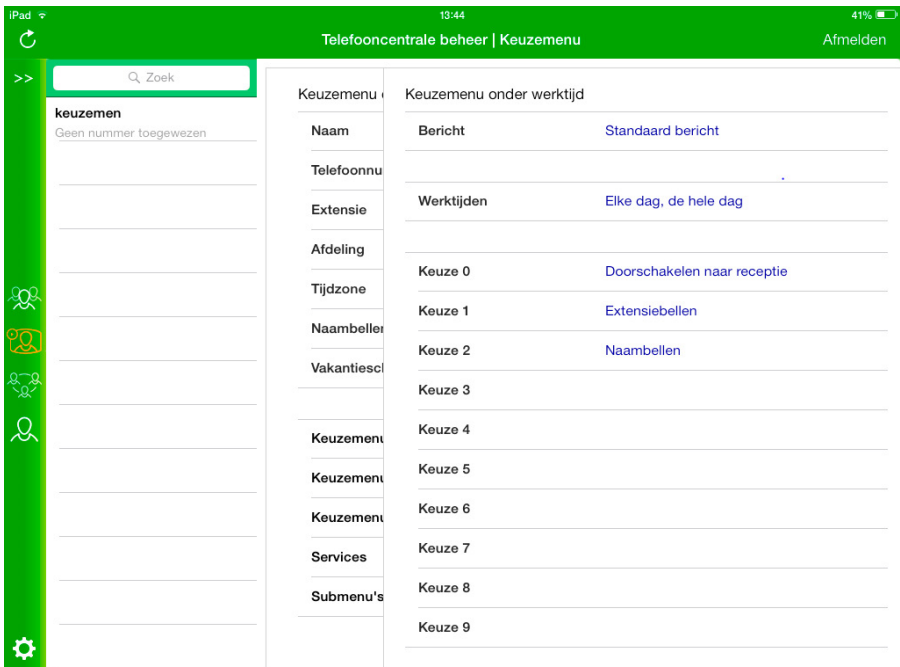 iPad 13:44 41%
Telefooncentrale beheer | Keuzemenu Afmelden
>> Zoek
keuzemen
Geen nummer toegewezen
Keuzemenu
Naam
Telefoonnu
Extensie
Afdeling
Tijdzone
Naambeller
Vakantiescl
Keuzemenu
Keuzemenu
Keuzemenu
Services
Submenu's
Keuzemenu onder werktijd
Bericht Standaard bericht
Werktijden Elke dag, de hele dag
Keuze 0 Doorschakelen naar receptie
Keuze 1 Extensiebellen
Keuze 2 Naambellen
Keuze 3
Keuze 4
Keuze 5
Keuze 6
Keuze 7
Keuze 8
Keuze 9